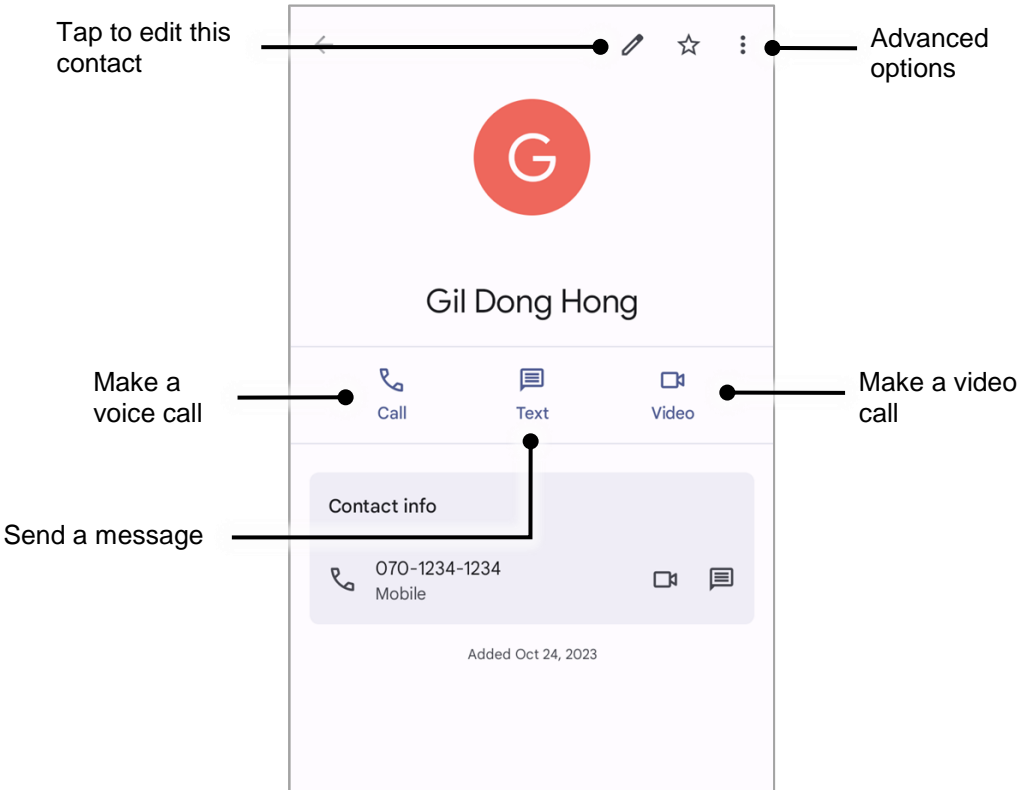 Tap to edit this
contact
Advanced
options
G
Gil Dong Hong
Make a
voice call
Call
Text
Video
Make a video
call
Contact info
Send a message
070-1234-1234
Mobile
Added Oct 24, 2023